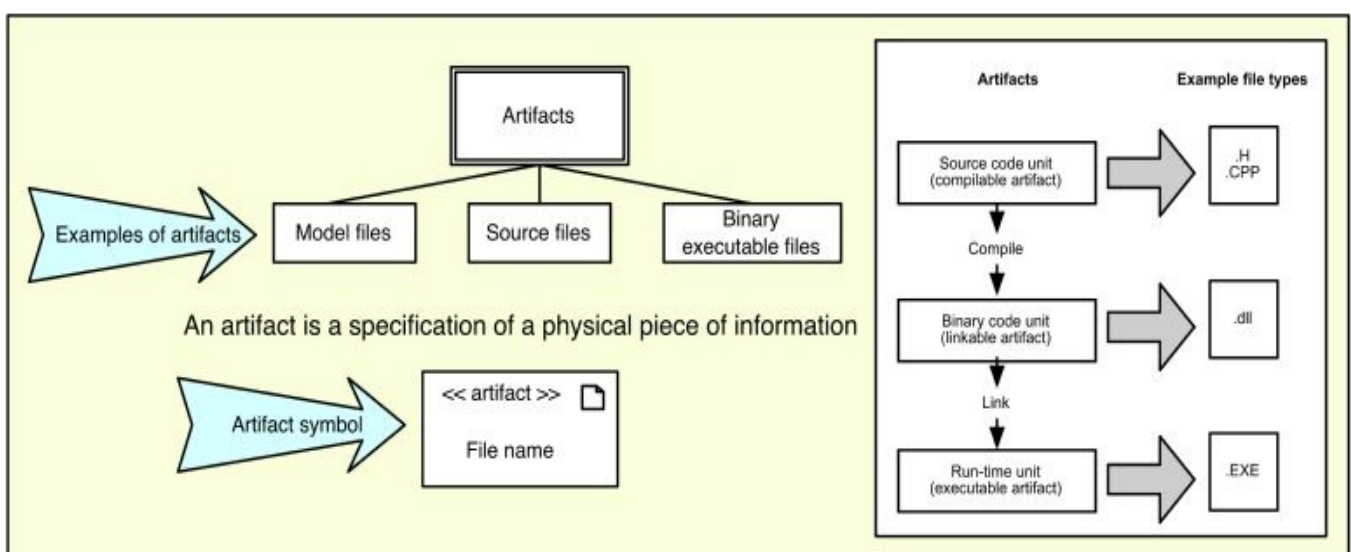 Artifacts
Examples of artifacts
Model files
Source files
Binary
executable files
An artifact is a specification of a physical piece of information
Artifact symbol
<< artifact >>
File name
Artifacts
Example file types
Source code unit
(compilable artifact)
.H
.CPP
Compile
Binary code unit
(linkable artifact)
.dll
Link
Run-time unit
(executable artifact)
.EXE